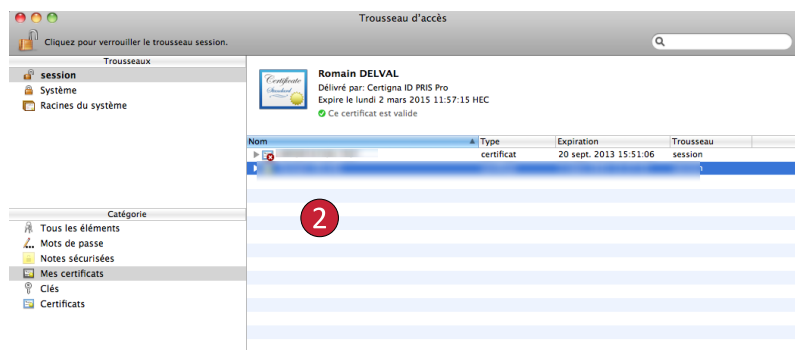 Trousseau d'accès
Cliquez pour verrouiller le trousseau session.
Trousseaux
session
Système
Racines du système
Certificate
Standard
Romain DELVAL
Délivré par: Certigna ID PRIS Pro
Expire le lundi 2 mars 2015 11:57:15 HEC
Ce certificat est valide
Nom Type Expiration Trousseau
certificat 20 sept. 2013 15:51:06 session
2
Catégorie
Tous les éléments
Mots de passe
Notes sécurisées
Mes certificats
Clés
Certificats